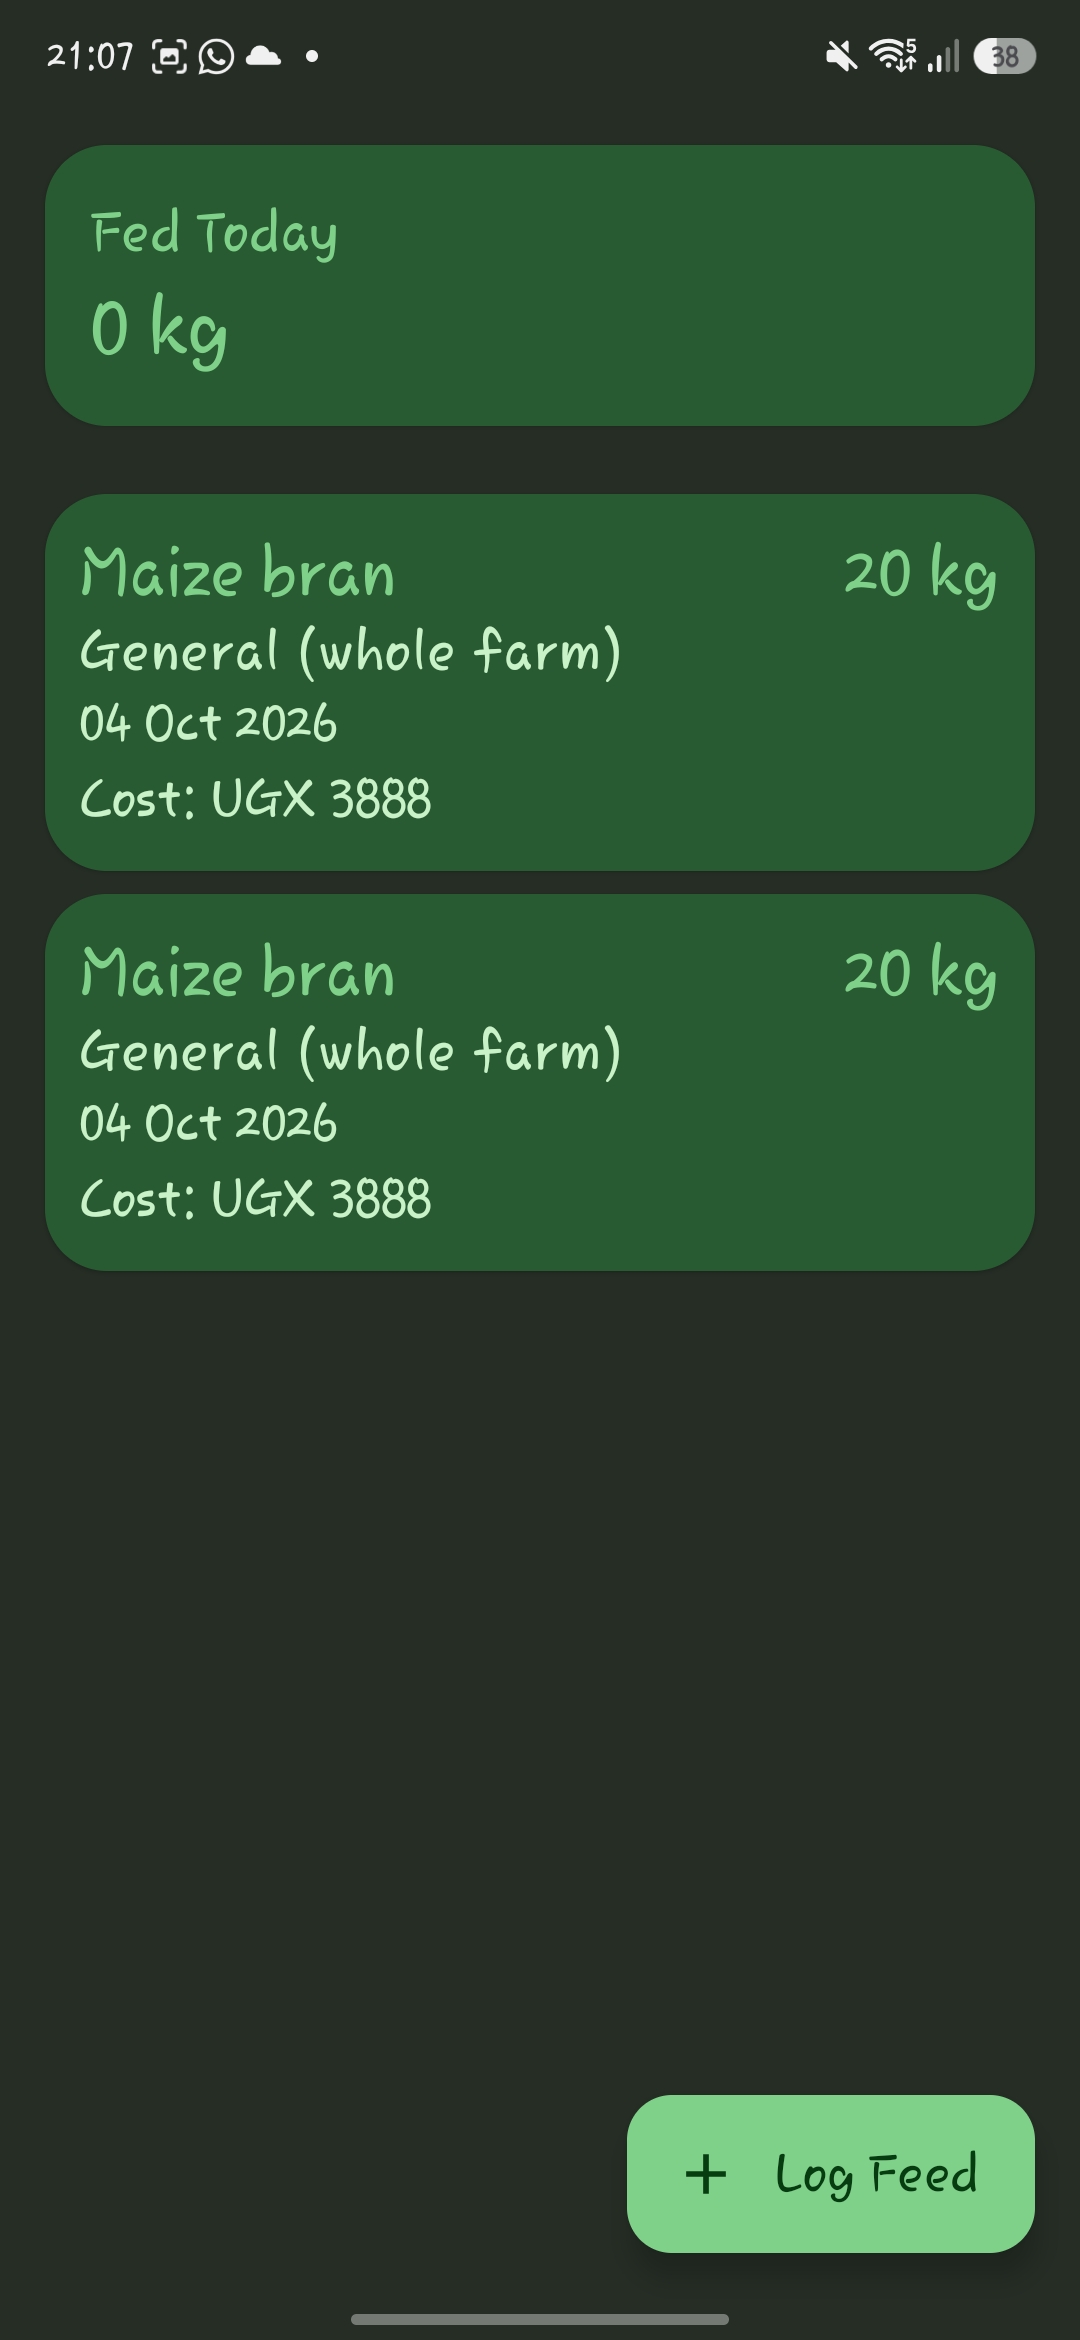 21:07
5
38
Fed Today
0 kg
Maize bran 20 kg
General (whole farm)
04 Oct 2026
Cost: UGX 3888
Maize bran 20 kg
General (whole farm)
04 Oct 2026
Cost: UGX 3888
+ Log Feed